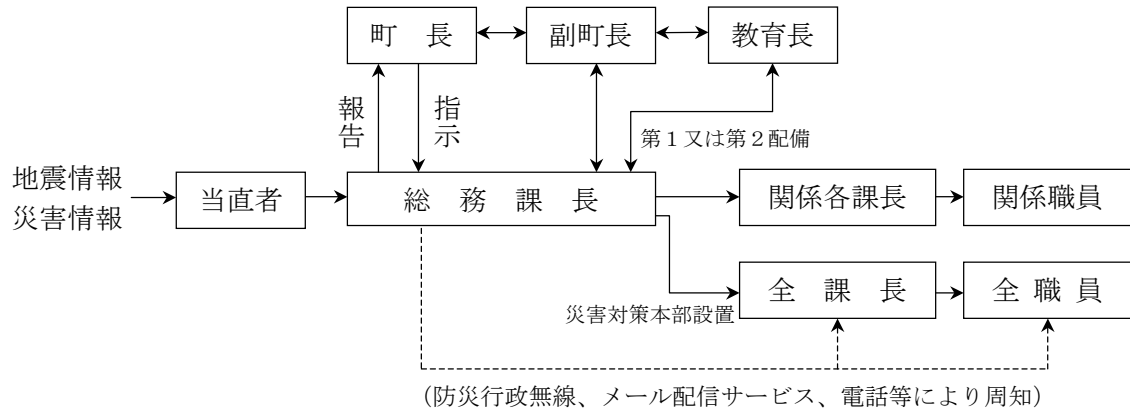 町　長
副町長
教育長
報告
指示
第１又は第２配備
地震情報
災害情報
当直者
総　務　課　長
関係各課長
関係職員
全　課　長
全 職 員
災害対策本部設置
（防災行政無線、メール配信サービス、電話等により周知）